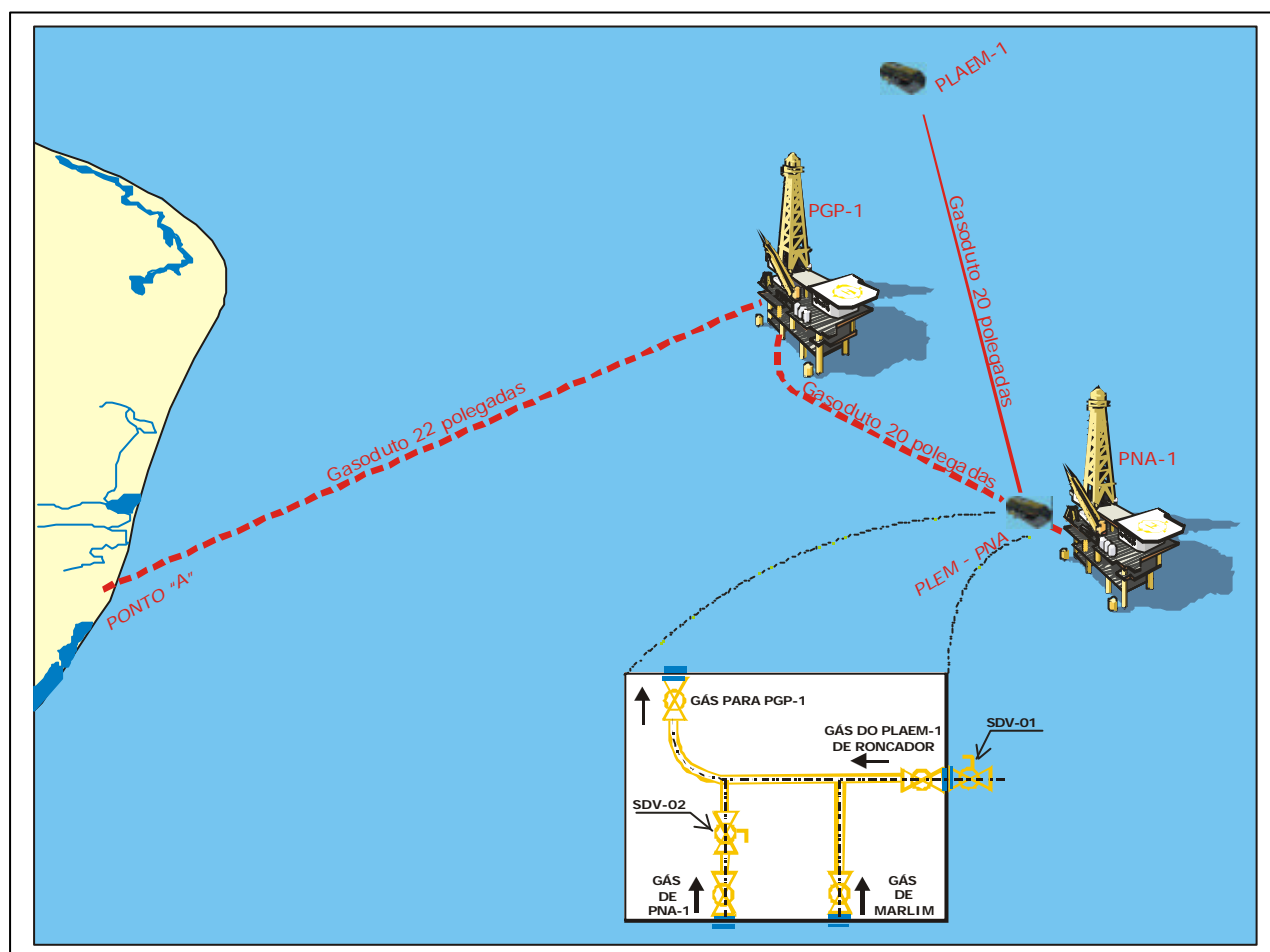 PLAEM-1
PGP-1
Gasoduto 20 polegadas
Gasoduto 22 polegadas
Gasoduto 20 polegadas
PNA-1
PONTO "A"
PLEM - PNA
GÁS PARA PGP-1
GÁS DO PLAEM-1
DE RONCADOR
SDV-01
SDV-02
GÁS
DE
PNA-1
GÁS
DE
MARLIM